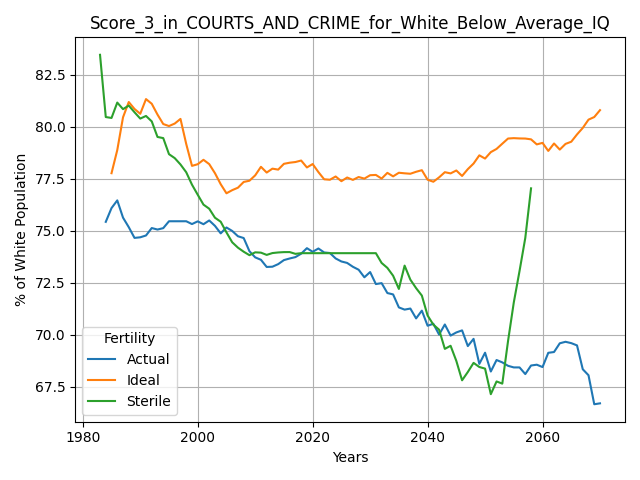 Score_3_in_COURTS_AND_CRIME_for_White_Below_Average_IQ
82.5
80.0
77.5
75.0
72.5
70.0
67.5
% of White Population
Fertility
Actual
Ideal
Sterile
1980 2000 2020 2040 2060
Years